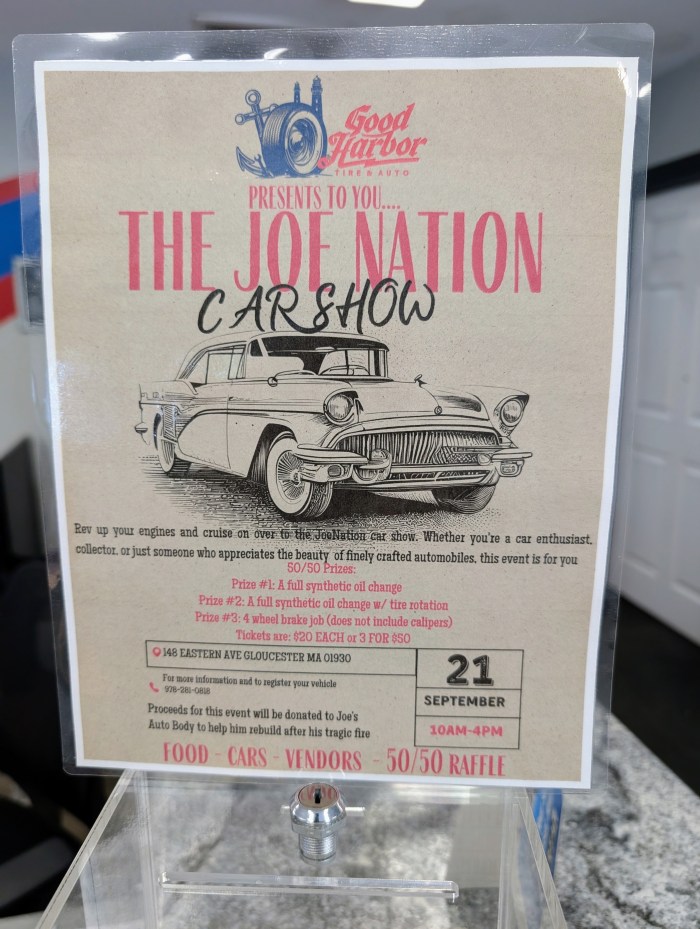 Good
Harbor
TIRE & AUTO
PRESENTS TO YOU....
THE JOE NATION
CAR SHOW
Rev up your engines and cruise on over to the JoeNation car show. Whether you're a car enthusiast,
collector, or just someone who appreciates the beauty of finely crafted automobiles, this event is for you
50/50 Prizes:
Prize #1: A full synthetic oil change
Prize #2: A full synthetic oil change w/ tire rotation
Prize #3: 4 wheel brake job (does not include calipers)
Tickets are: $20 EACH or 3 FOR $50
148 EASTERN AVE GLOUCESTER MA 01930
For more information and to register your vehicle
978-281-0818
Proceeds for this event will be donated to Joe's
Auto Body to help him rebuild after his tragic fire
21
SEPTEMBER
10AM-4PM
FOOD - CARS - VENDORS - 50/50 RAFFLE